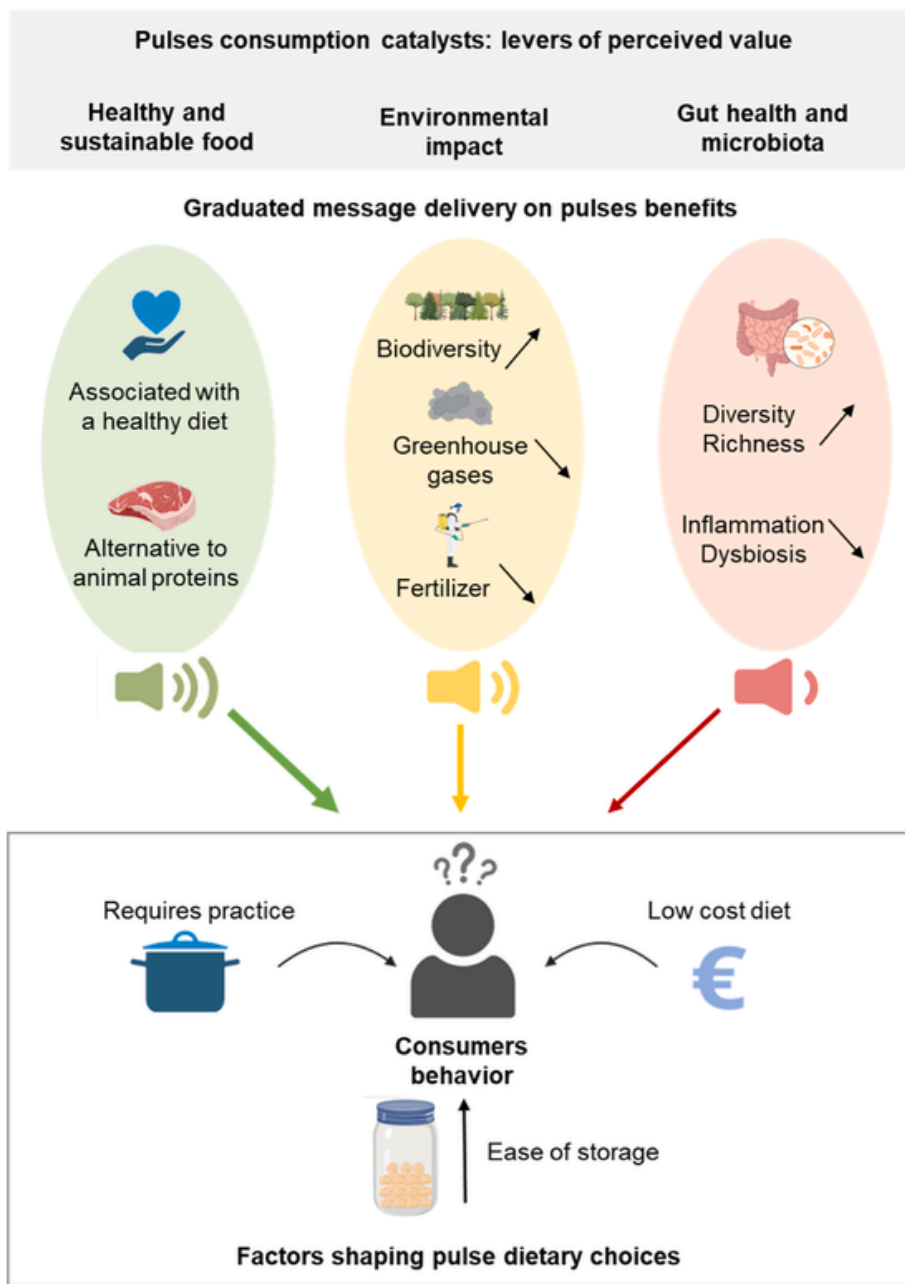 Pulses consumption catalysts: levers of perceived value
Healthy and
sustainable food
Environmental
impact
Gut health and
microbiota
Graduated message delivery on pulses benefits
Associated with
a healthy diet
Alternative to
animal proteins
Biodiversity
Greenhouse
gases
Fertilizer
Diversity
Richness
Inflammation
Dysbiosis
???
Requires practice
Low cost diet
€
Consumers
behavior
Ease of storage
Factors shaping pulse dietary choices